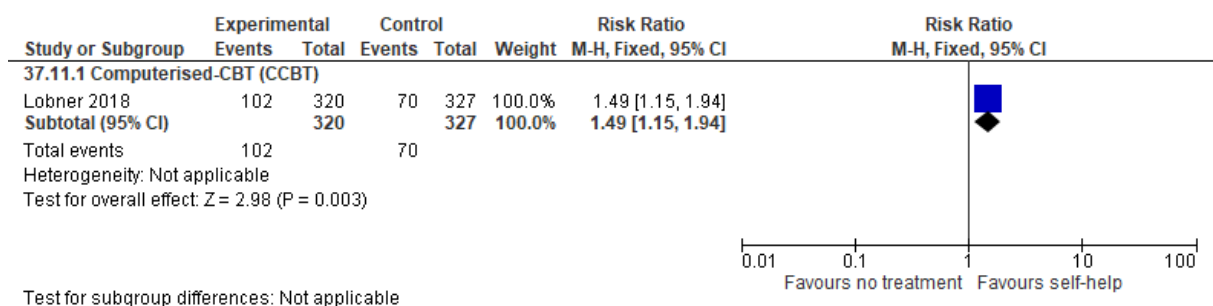 Experimental Control Risk Ratio Risk Ratio
Study or Subgroup Events Total Events Total Weight M-H, Fixed, 95% CI M-H, Fixed, 95% CI
37.11.1 Computerised-CBT (CCBT)
Lobner 2018 102 320 70 327 100.0% 1.49 [1.15, 1.94]
Subtotal (95% CI) 320 327 100.0% 1.49 [1.15, 1.94]
Total events 102 70
Heterogeneity: Not applicable
Test for overall effect: Z = 2.98 (P = 0.003)
0.01 0.1 1 10 100
Favours no treatment Favours self-help
Test for subgroup differences: Not applicable